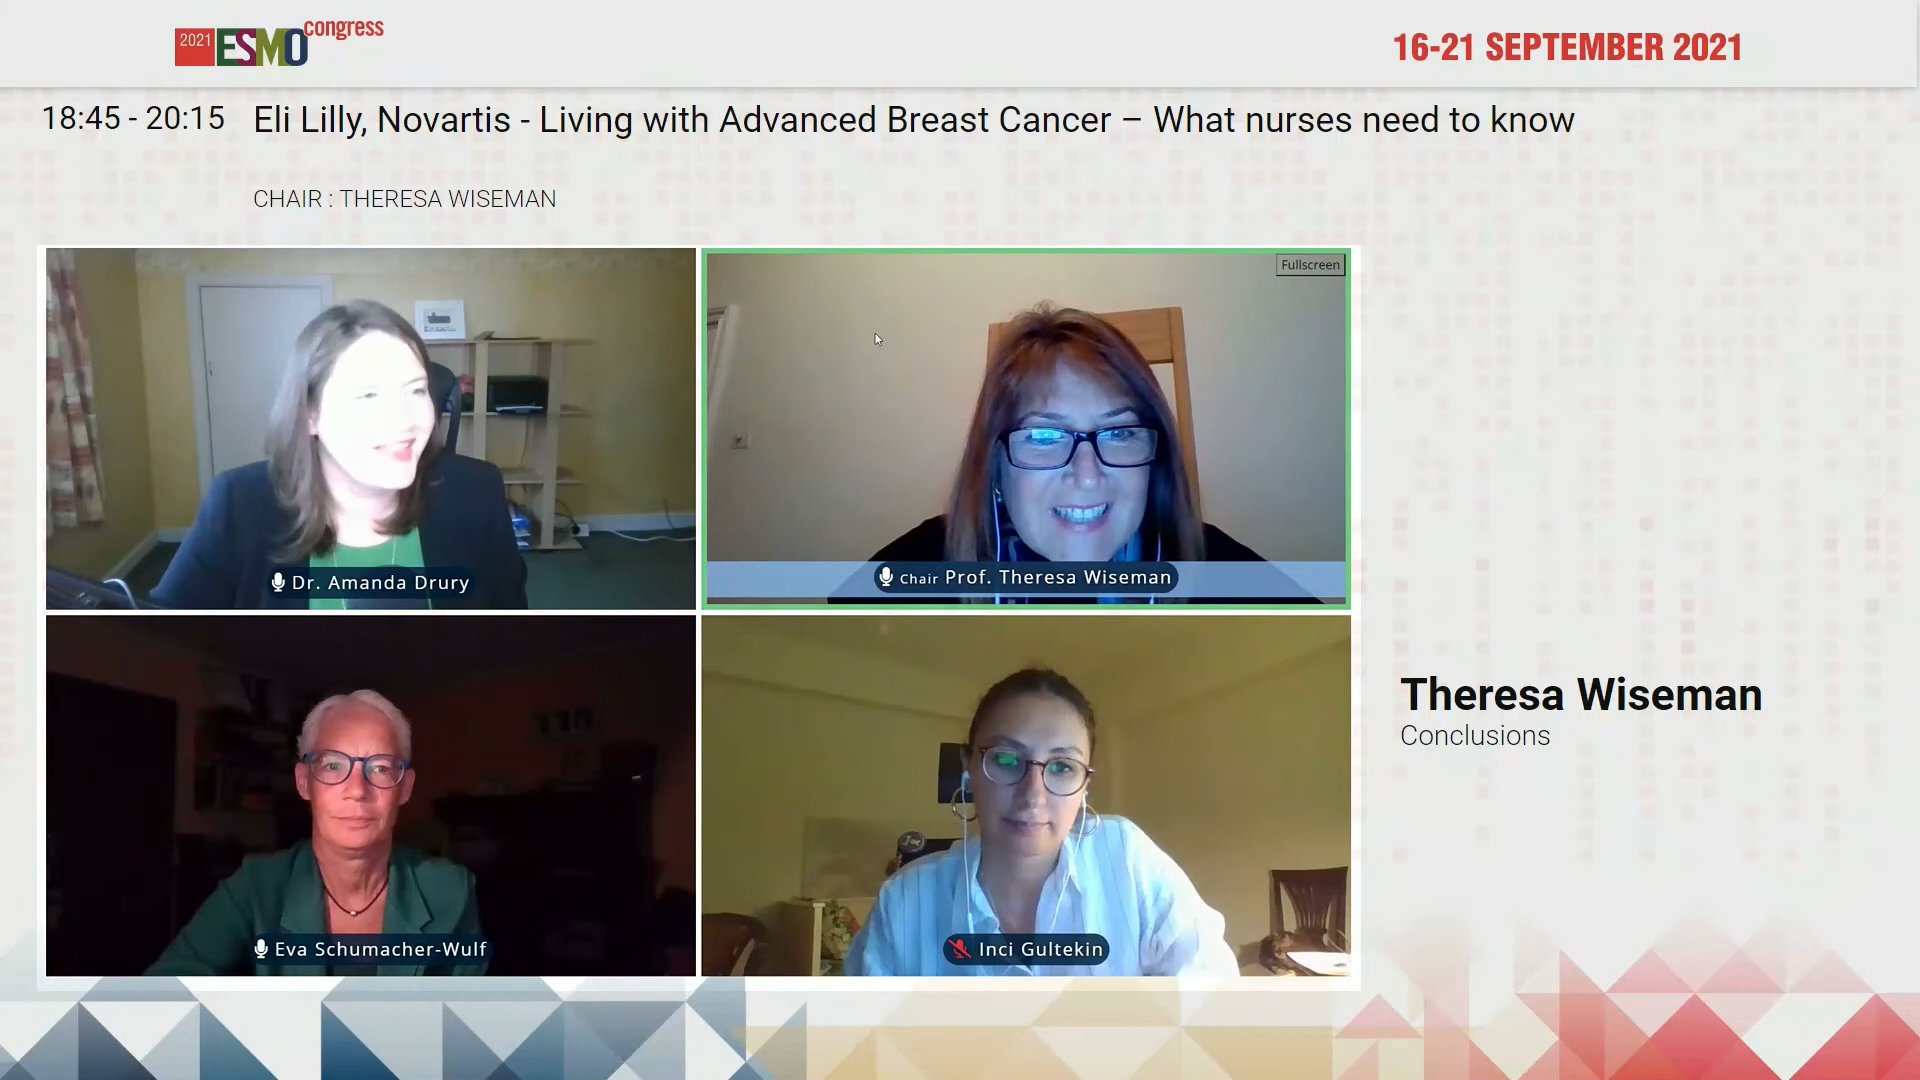 2021 ESMO congress
16-21 SEPTEMBER 2021
18:45 - 20:15 Eli Lilly, Novartis - Living with Advanced Breast Cancer – What nurses need to know
CHAIR : THERESA WISEMAN
Fullscreen
Dr. Amanda Drury
Chair Prof. Theresa Wiseman
Eva Schumacher-Wulf
Inci Gultekin
Theresa Wiseman
Conclusions